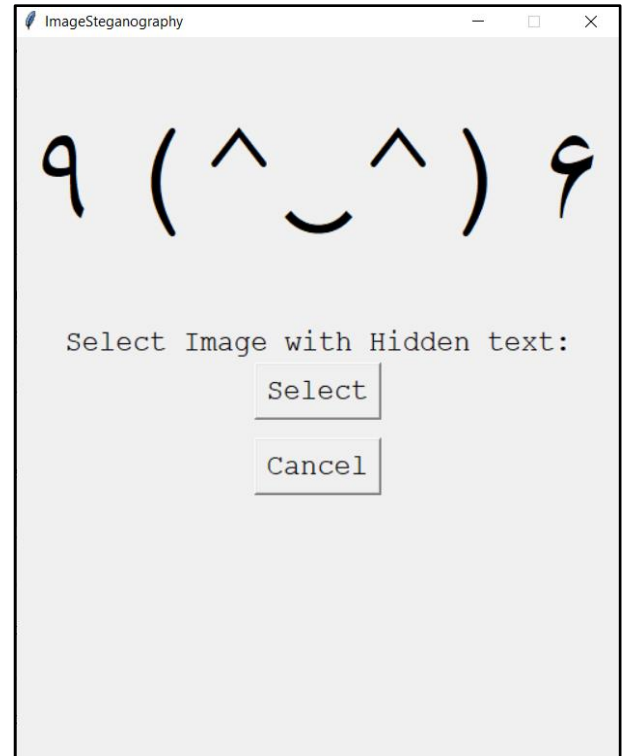 ImageSteganography
٩ (^‿^) ۶
Select Image with Hidden text:
Select
Cancel